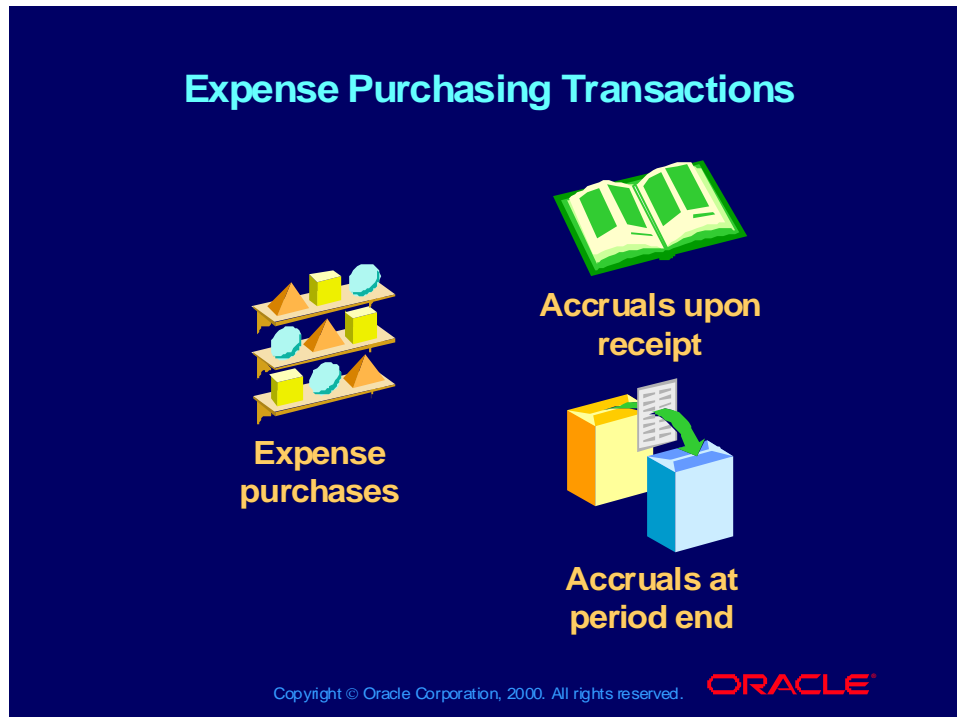 Expense Purchasing Transactions
Accruals upon
receipt
Expense
purchases
Accruals at
period end
Copyright © Oracle Corporation, 2000. All rights reserved.
ORACLE®